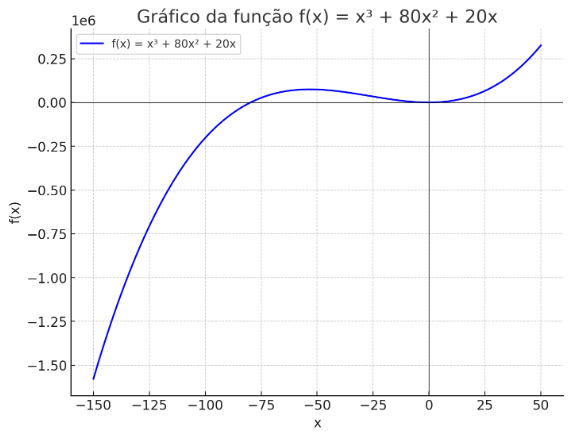 Gráfico da função f(x) = x³ + 80x² + 20x
1e6
f(x) = x³ + 80x² + 20x
0.25
0.00
−0.25
−0.50
−0.75
−1.00
−1.25
−1.50
f(x)
−150 −125 −100 −75 −50 −25 0 25 50
x